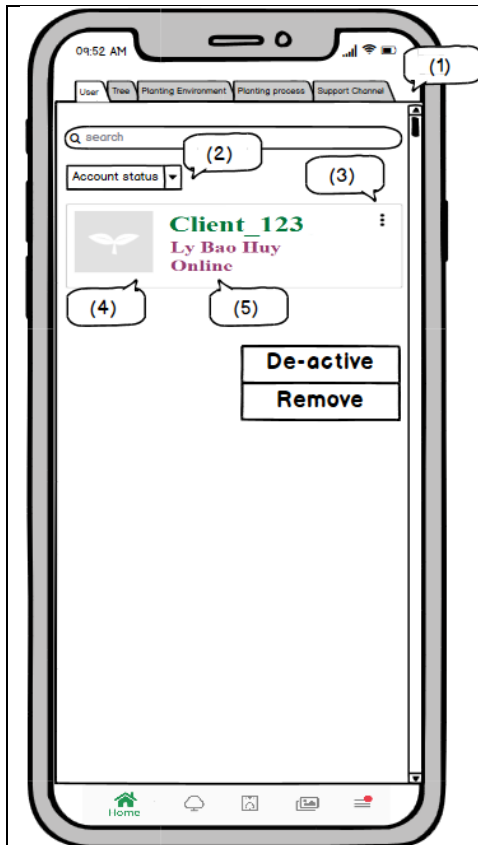 09:52 AM
(1)
User Tree Planting Environment Planting process Support Channel
search
(2)
Account status
(3)
Client_123
Ly Bao Huy
Online
(4)
(5)
De-active
Remove
Home